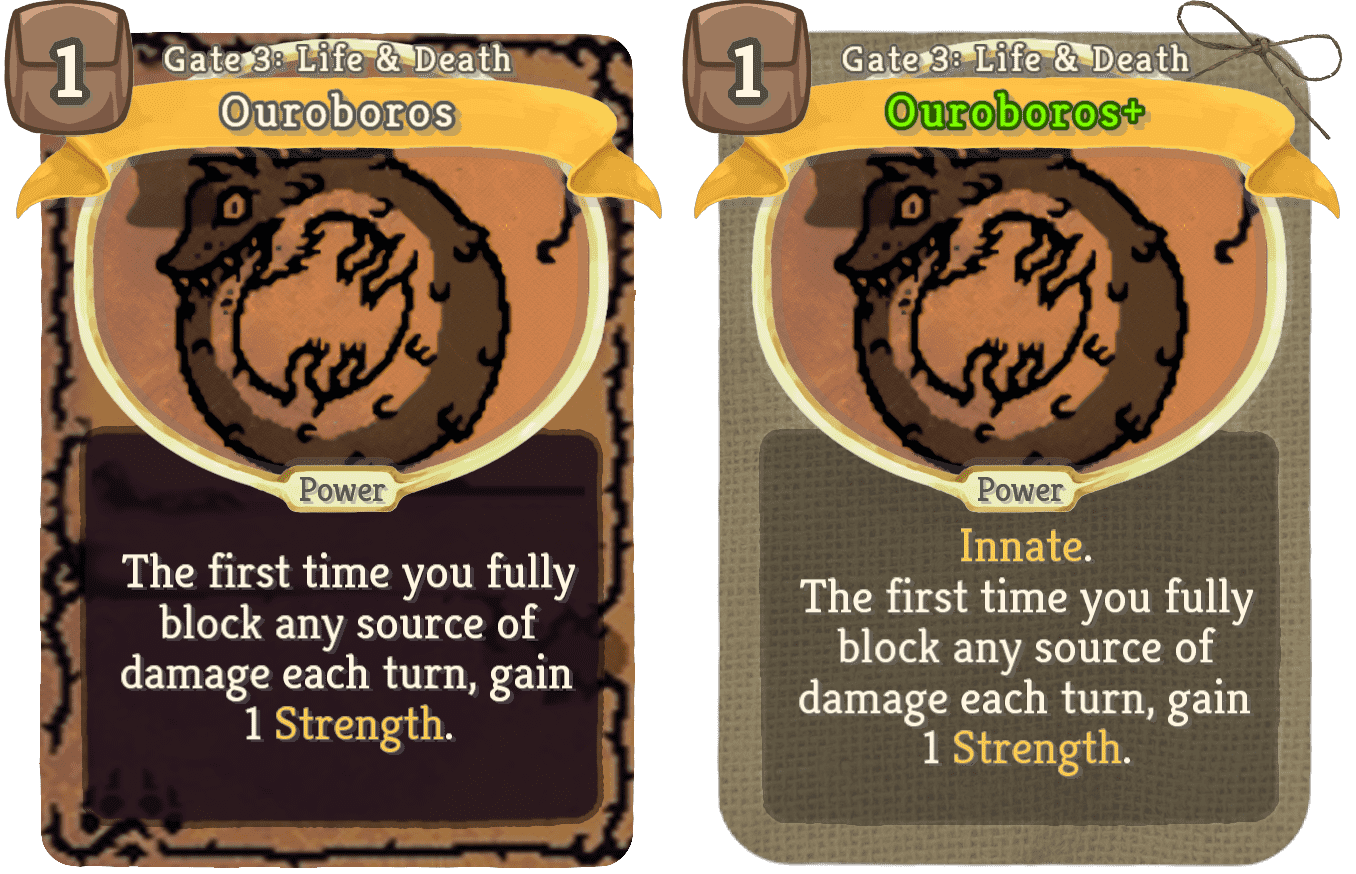 1
Gate 3: Life & Death
Ouroboros
Power
The first time you fully
block any source of
damage each turn, gain
1 Strength.
1
Gate 3: Life & Death
Ouroboros+
Power
Innate.
The first time you fully
block any source of
damage each turn, gain
1 Strength.